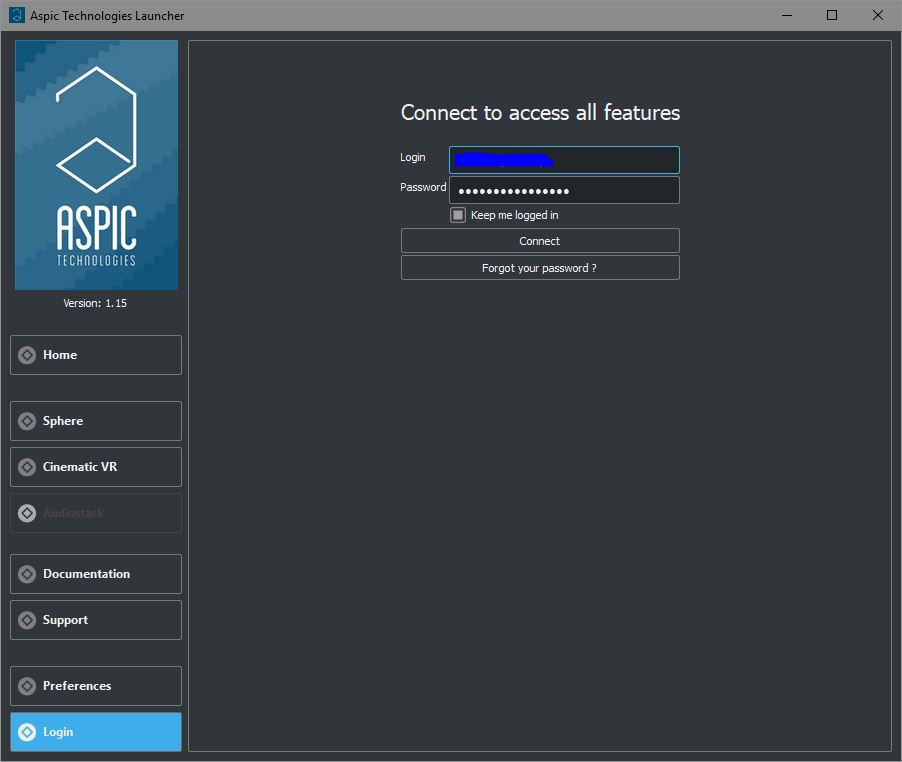 Aspic Technologies Launcher
ASPIC
TECHNOLOGIES
Version: 1.15
Home
Sphere
Cinematic VR
Audiostack
Documentation
Support
Preferences
Login
Connect to access all features
Login
Password ••••••••••••••••
Keep me logged in
Connect
Forgot your password ?